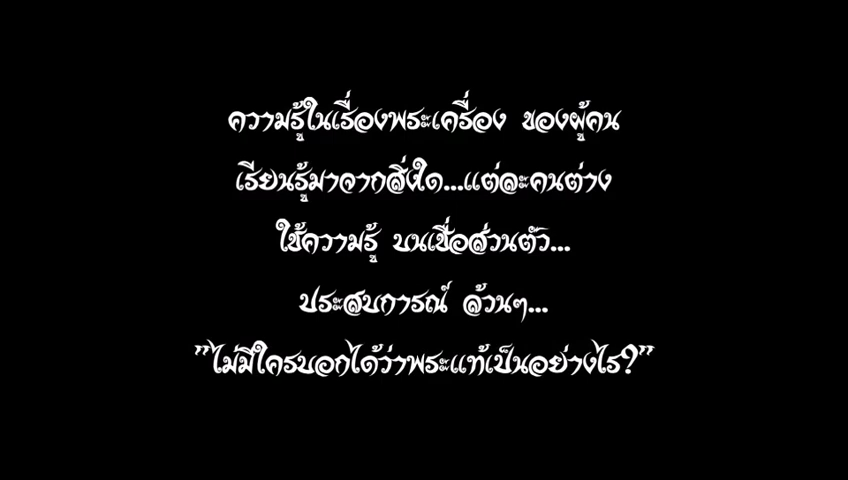 ความรู้ในเรื่องพระเครื่อง ของผู้คน
เรียนรู้มาจากสิ่งใด...แต่ละคนต่าง
ใช้ความรู้ บนเชื่อส่วนตัว...
ประสบการณ์ ล้วนๆ...
"ไม่มีใครบอกได้ว่าพระแท้เป็นอย่างไร?"